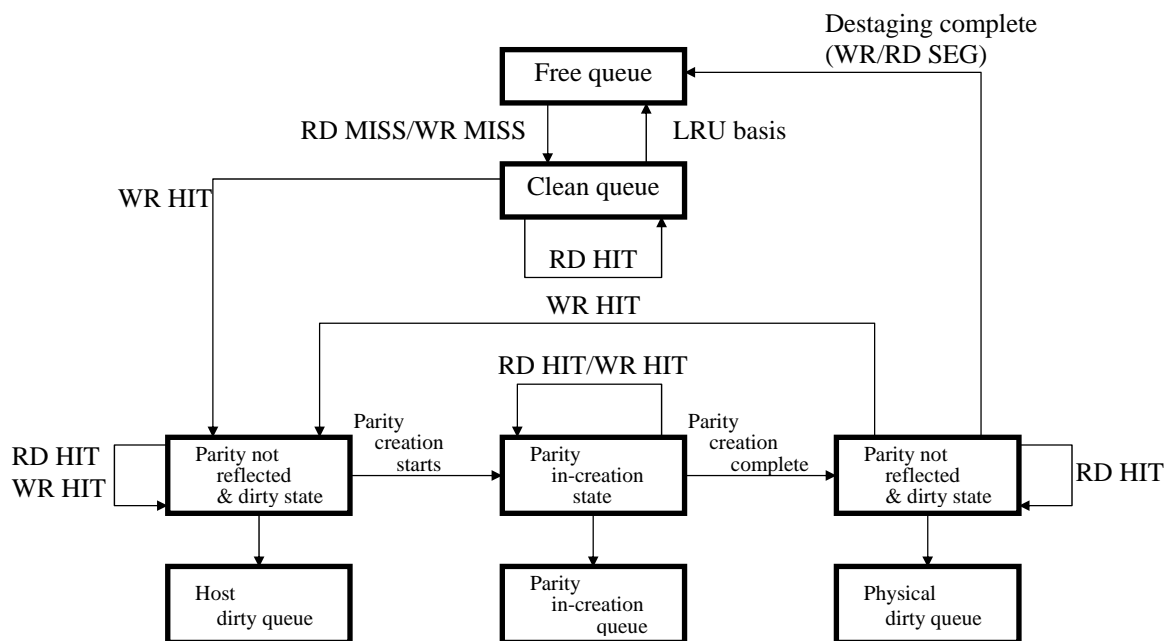 Destaging complete
(WR/RD SEG)
Free queue
RD MISS/WR MISS
LRU basis
Clean queue
WR HIT
RD HIT
WR HIT
RD HIT/WR HIT
Parity
creation
starts
Parity
creation
complete
RD HIT
WR HIT
Parity not
reflected
& dirty state
Parity
in-creation
state
Parity not
reflected
& dirty state
RD HIT
Host
dirty queue
Parity
in-creation
queue
Physical
dirty queue